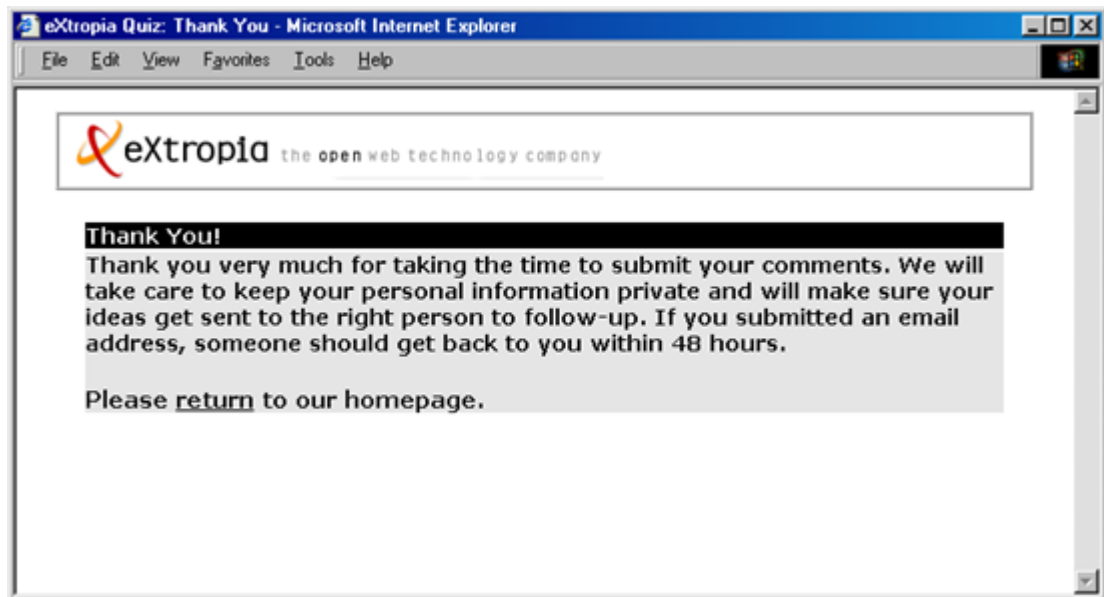 eXtropia Quiz: Thank You - Microsoft Internet Explorer
File Edit View Favorites Tools Help
eXtropia the open web technology company
Thank You!
Thank you very much for taking the time to submit your comments. We will
take care to keep your personal information private and will make sure your
ideas get sent to the right person to follow-up. If you submitted an email
address, someone should get back to you within 48 hours.
Please return to our homepage.